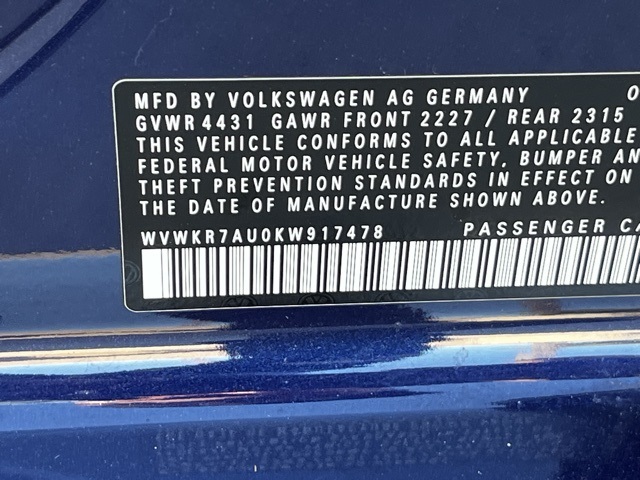 MFD BY VOLKSWAGEN AG GERMANY
GVWR 4431 GAWR FRONT 2227 / REAR 2315
THIS VEHICLE CONFORMS TO ALL APPLICABLE
FEDERAL MOTOR VEHICLE SAFETY, BUMPER AN
THEFT PREVENTION STANDARDS IN EFFECT ON
THE DATE OF MANUFACTURE SHOWN ABOVE.
WVWKR7AU0KW917478 PASSENGER CA